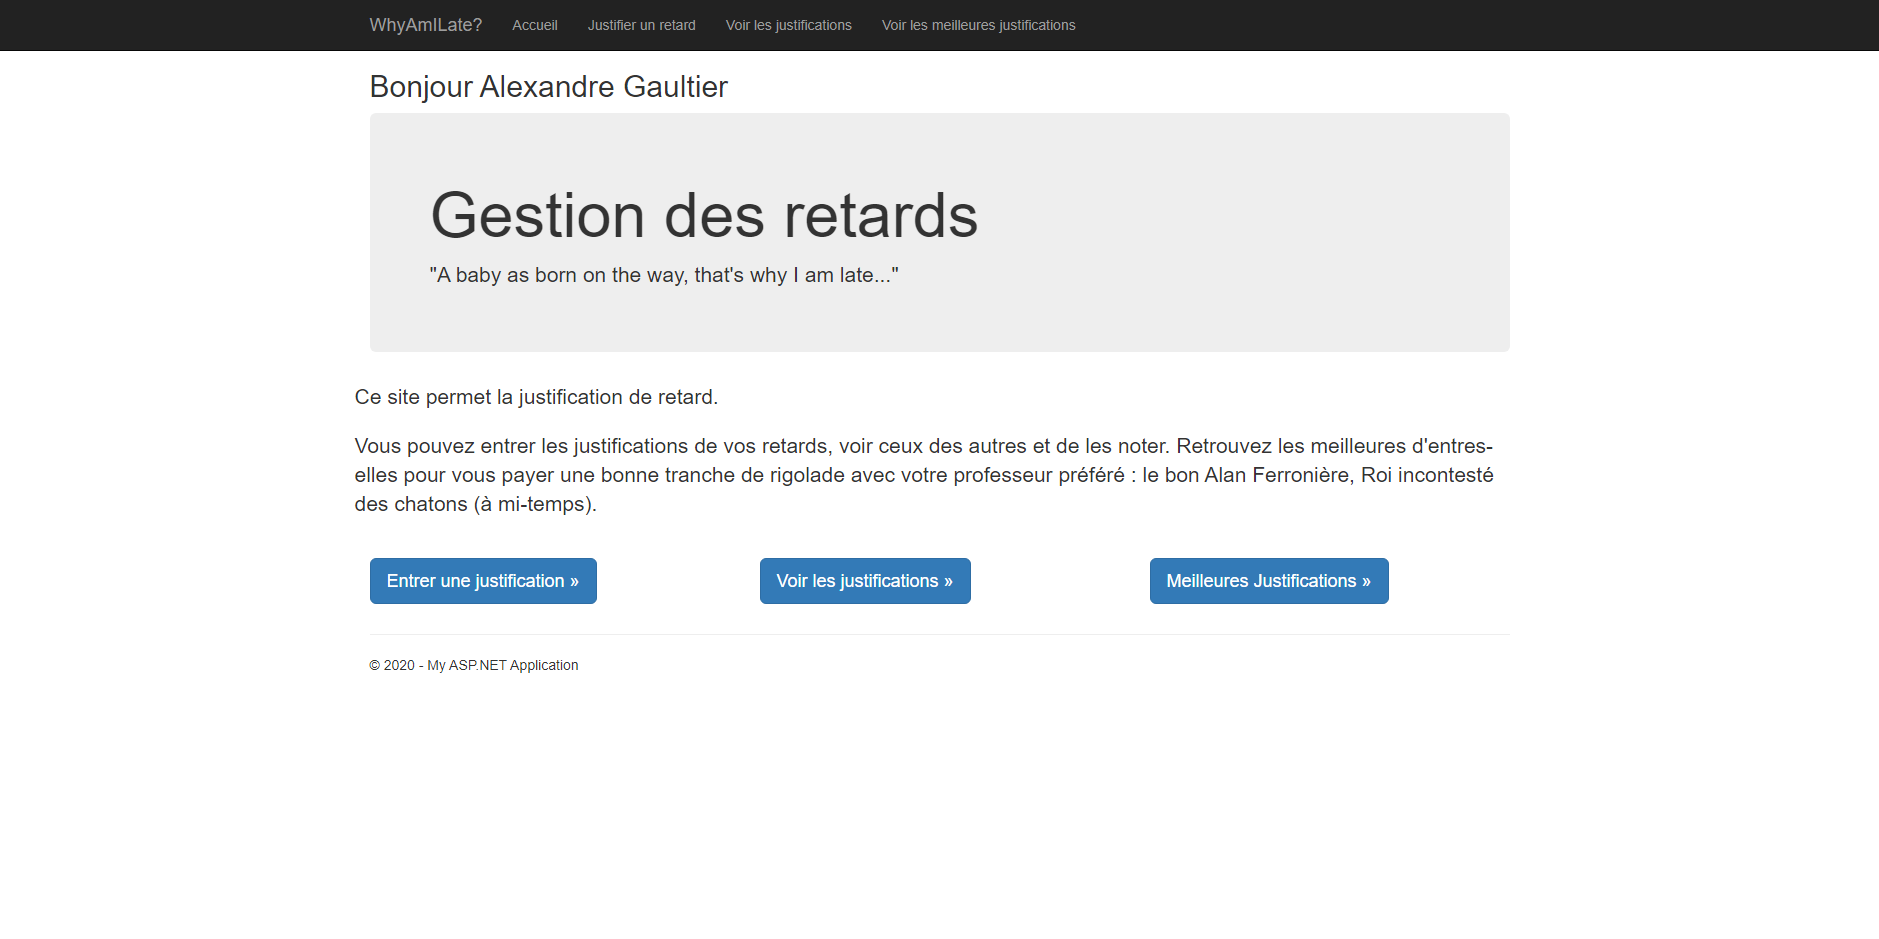 WhyAmILate? Accueil Justifier un retard Voir les justifications Voir les meilleures justifications
Bonjour Alexandre Gaultier
Gestion des retards
"A baby as born on the way, that's why I am late..."
Ce site permet la justification de retard.
Vous pouvez entrer les justifications de vos retards, voir ceux des autres et de les noter. Retrouvez les meilleures d'entres-
elles pour vous payer une bonne tranche de rigolade avec votre professeur préféré : le bon Alan Ferronière, Roi incontesté
des chatons (à mi-temps).
Entrer une justification » Voir les justifications » Meilleures Justifications »
© 2020 - My ASP.NET Application